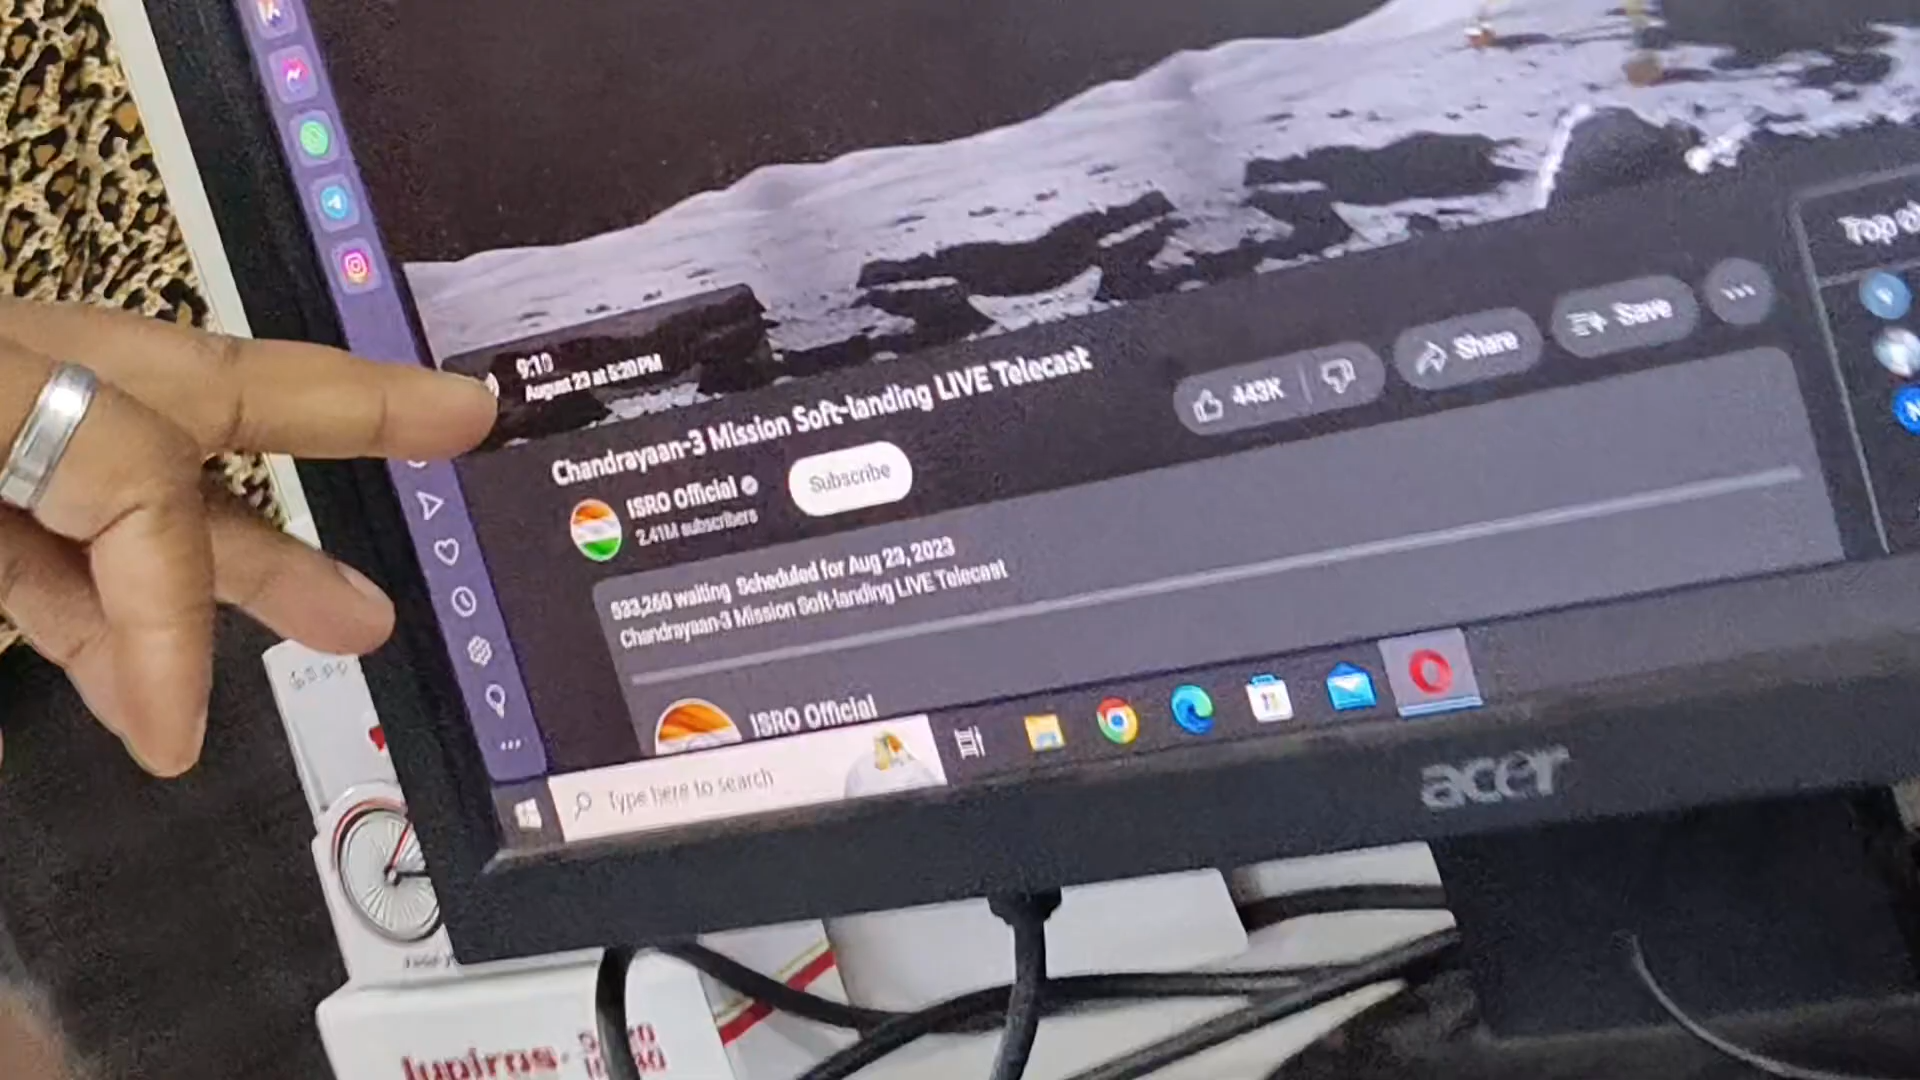 9:10
August 23 at 5:20 PM
Chandrayaan-3 Mission Soft-landing LIVE Telecast
443K
Share
Save
Top
ISRO Official
2.41M subscribers
Subscribe
533,260 waiting Scheduled for Aug 23, 2023
Chandrayaan-3 Mission Soft-landing LIVE Telecast
ISRO Official
Type here to search
acer